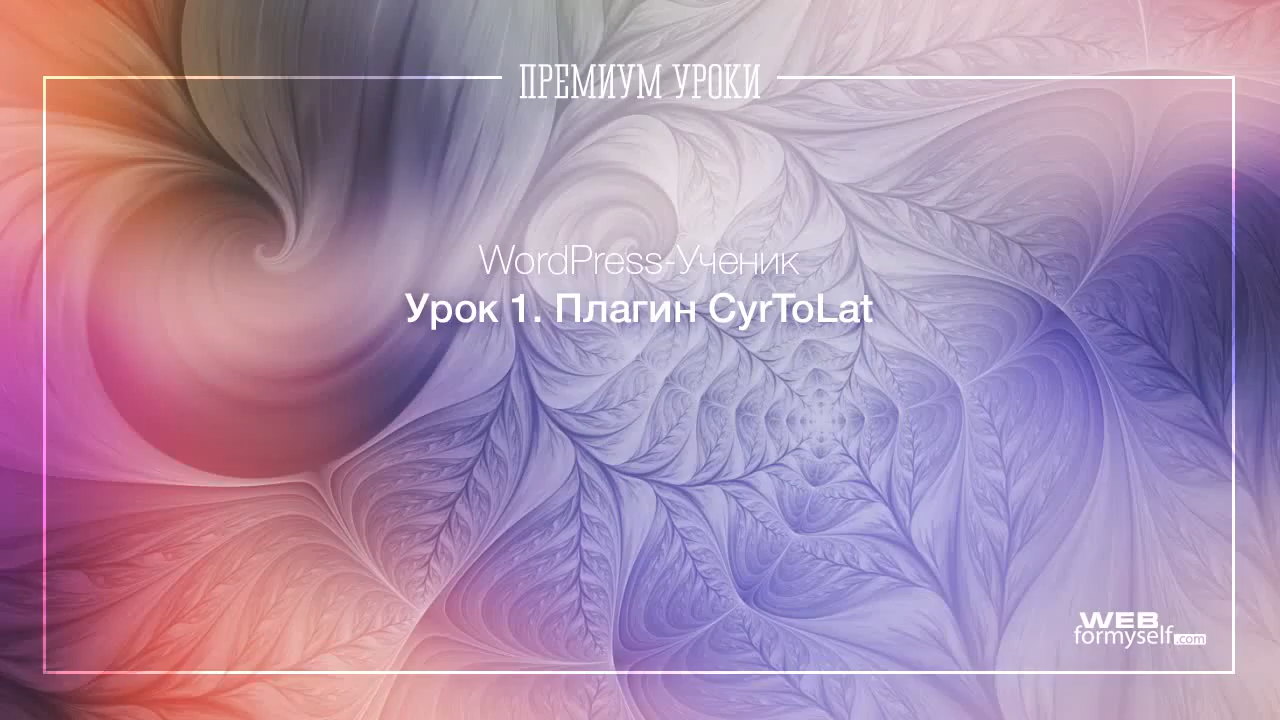 ПРЕМИУМ УРОКИ
WordPress-Ученик
Урок 1. Плагин CyrToLat
WEB
formyself.com